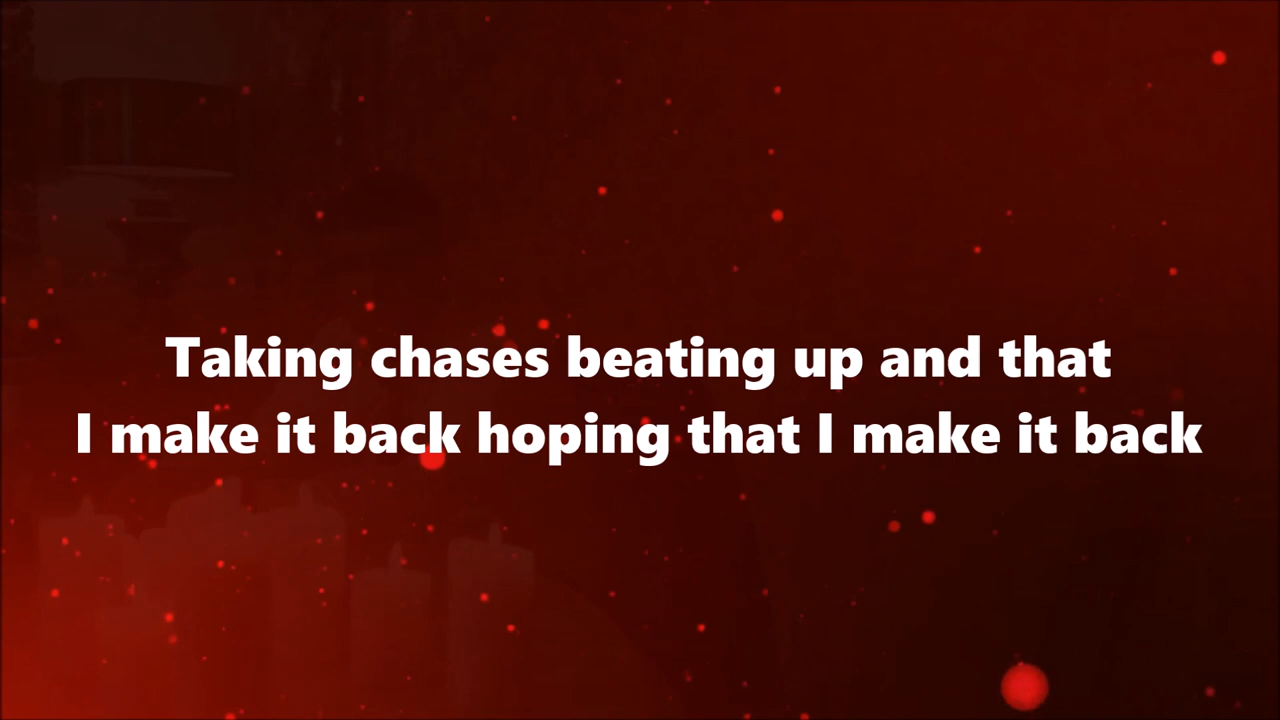 Taking chases beating up and that
I make it back hoping that I make it back